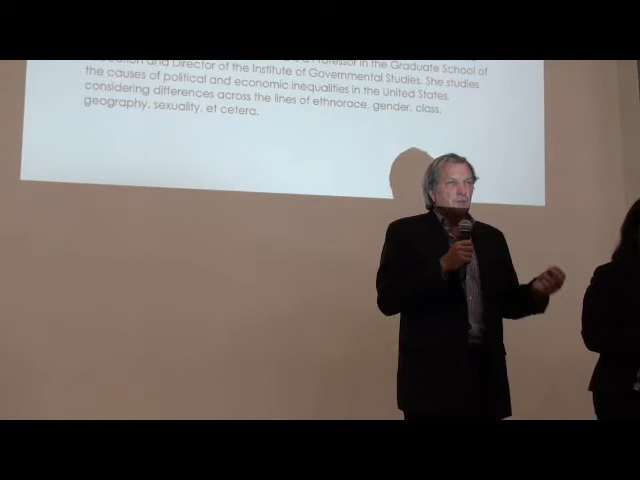 Professor in the Graduate School of
and Director of the Institute of Governmental Studies. She studies
the causes of political and economic inequalities in the United States,
considering differences across the lines of ethnorace, gender, class,
geography, sexuality, et cetera.